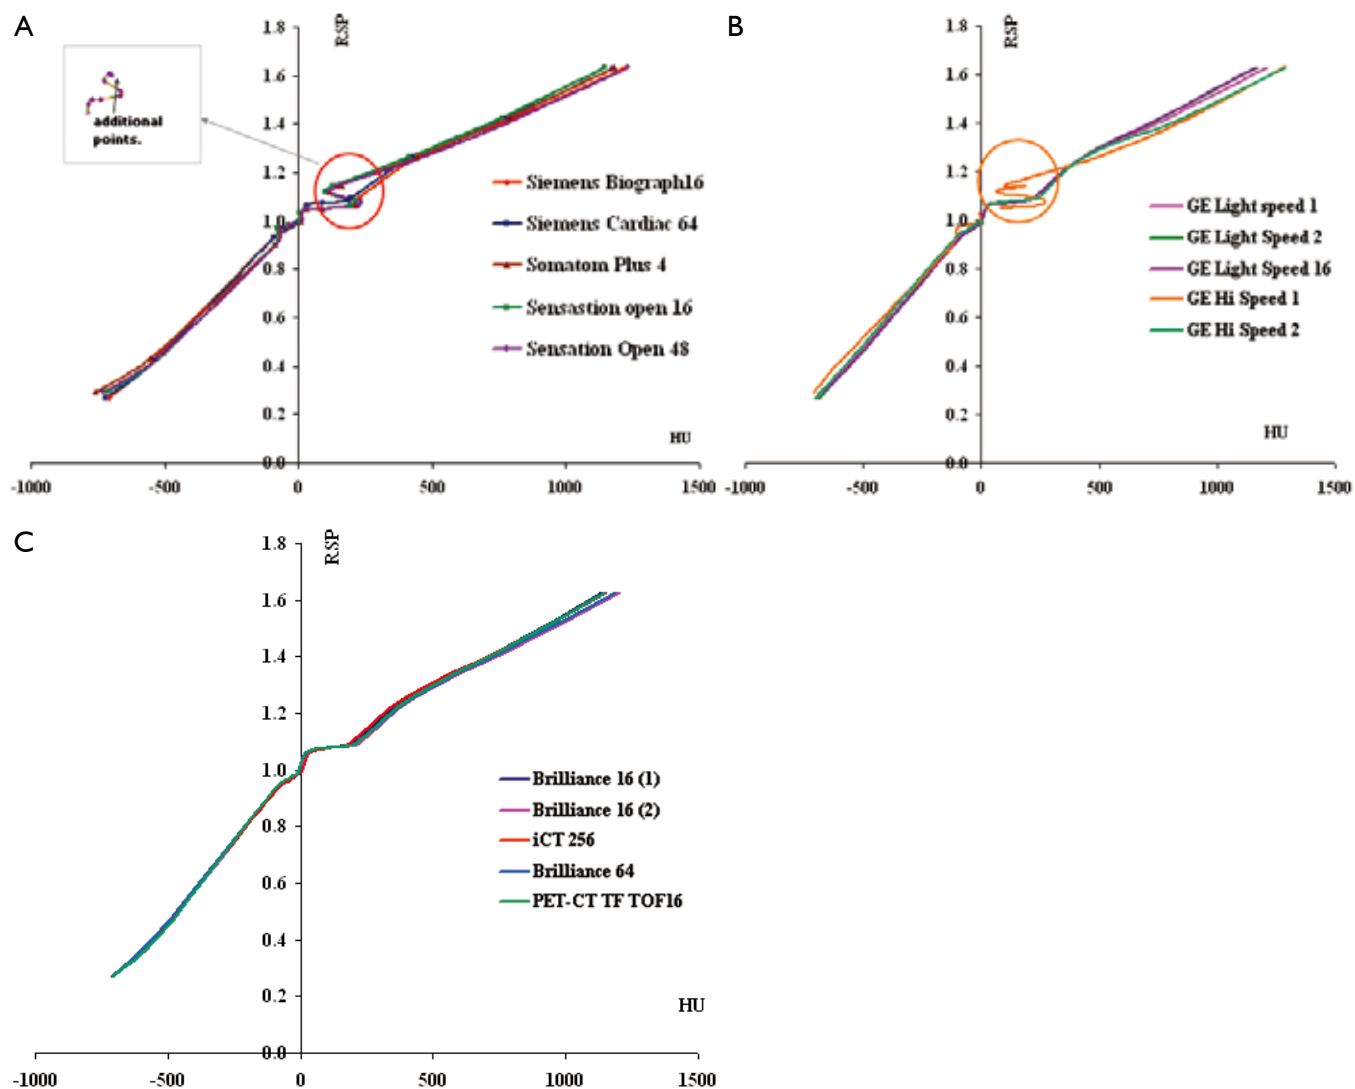 A
RSP
1.8
1.6
1.4
1.2
1.0
0.8
0.6
0.4
0.2
0.0
additional
points.
Siemens Biograph16
Siemens Cardiac 64
Somatom Plus 4
Sensastion open 16
Sensation Open 48
HU
-1000
-500
0
500
1000
1500
B
RSP
1.8
1.6
1.4
1.2
1.0
0.8
0.6
0.4
0.2
0.0
GE Light speed 1
GE Light Speed 2
GE Light Speed 16
GE Hi Speed 1
GE Hi Speed 2
HU
-1000
-500
0
500
1000
1500
C
RSP
1.8
1.6
1.4
1.2
1.0
0.8
0.6
0.4
0.2
0.0
Brilliance 16 (1)
Brilliance 16 (2)
iCT 256
Brilliance 64
PET-CT TF TOF16
HU
-1000
-500
0
500
1000
1500